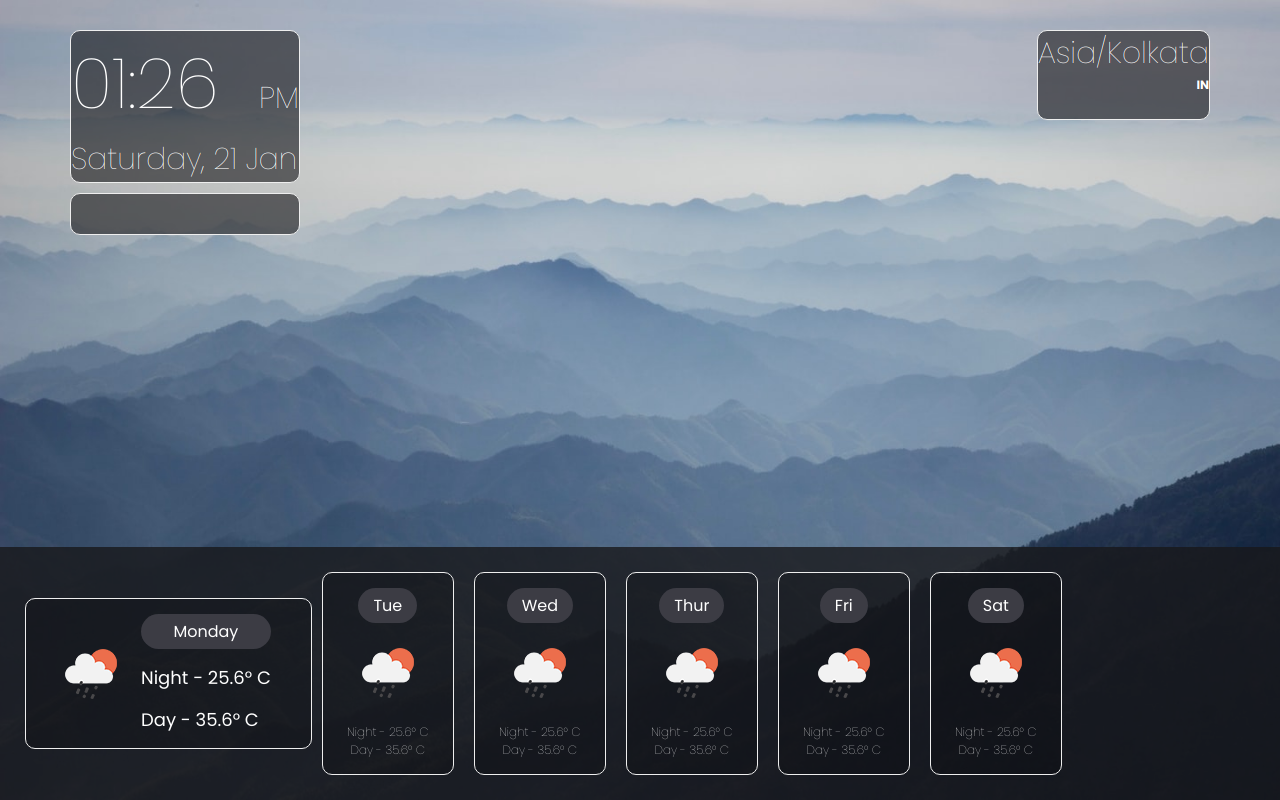 01:26 PM
Saturday, 21 Jan
Asia/Kolkata
IN
Monday
Night - 25.6° C
Day - 35.6° C
Tue
Night - 25.6° C
Day - 35.6° C
Wed
Night - 25.6° C
Day - 35.6° C
Thur
Night - 25.6° C
Day - 35.6° C
Fri
Night - 25.6° C
Day - 35.6° C
Sat
Night - 25.6° C
Day - 35.6° C